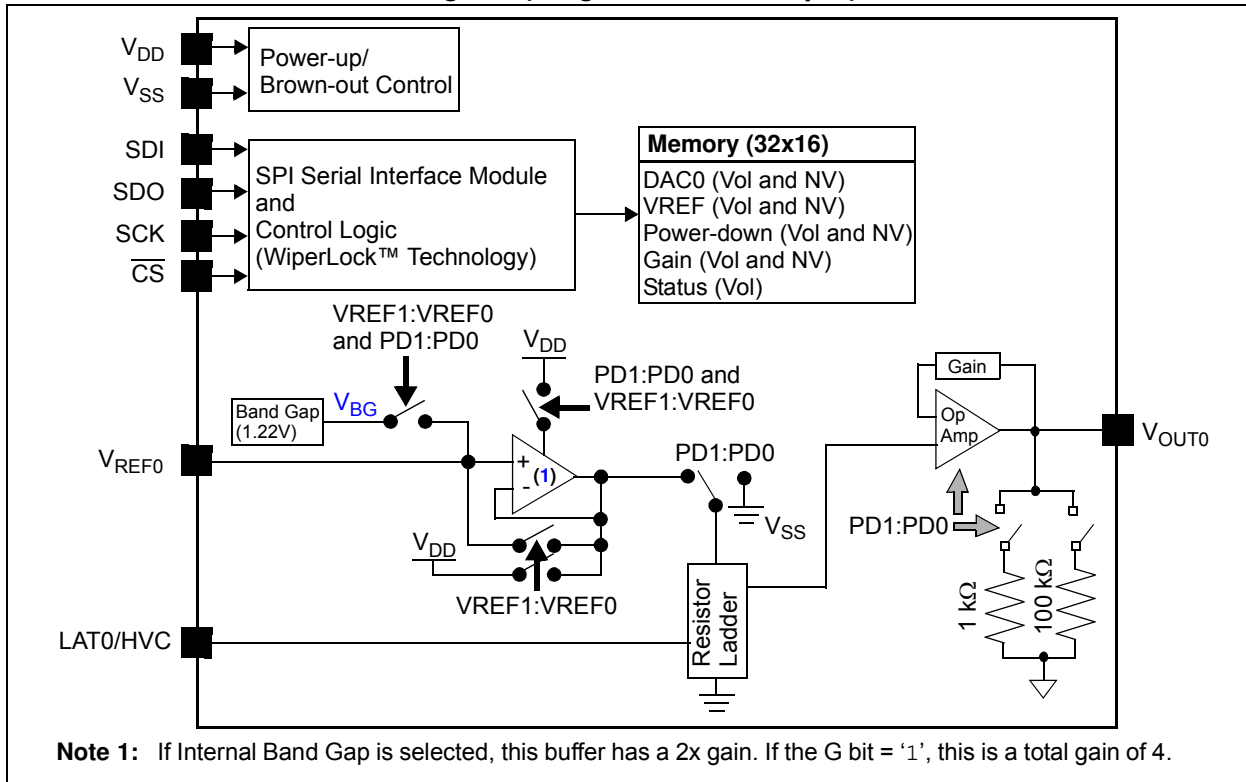 VDD
Power-up/
Brown-out Control
VSS
SDI
SDO
SCK
CS
SPI Serial Interface Module
and
Control Logic
(WiperLock™ Technology)
Memory (32x16)
DAC0 (Vol and NV)
VREF (Vol and NV)
Power-down (Vol and NV)
Gain (Vol and NV)
Status (Vol)
VREF1:VREF0
and PD1:PD0
VDD
PD1:PD0 and
VREF1:VREF0
Band Gap
(1.22V)
VBG
VREF0
+
-
(1)
PD1:PD0
VSS
VDD
VREF1:VREF0
Gain
Op
Amp
VOUT0
PD1:PD0
1 kΩ
100 kΩ
LAT0/HVC
Resistor
Ladder
Note 1: If Internal Band Gap is selected, this buffer has a 2x gain. If the G bit = '1', this is a total gain of 4.